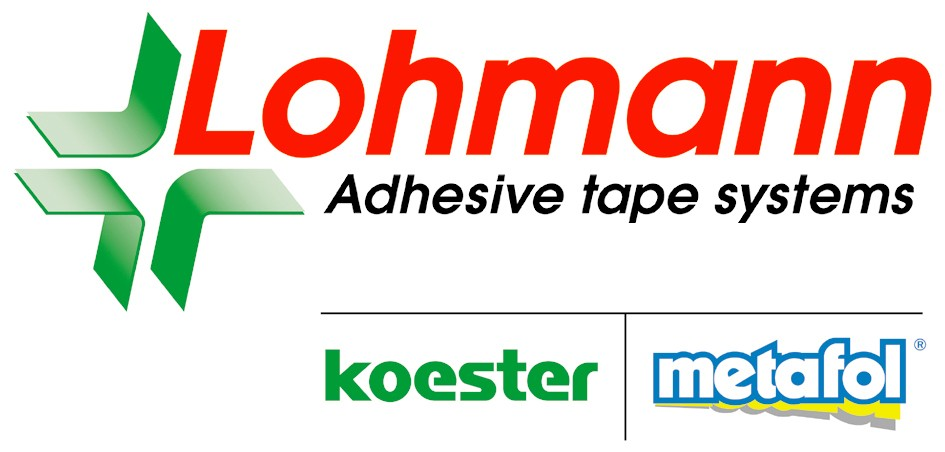 Lohmann
Adhesive tape systems
koester
metafol®